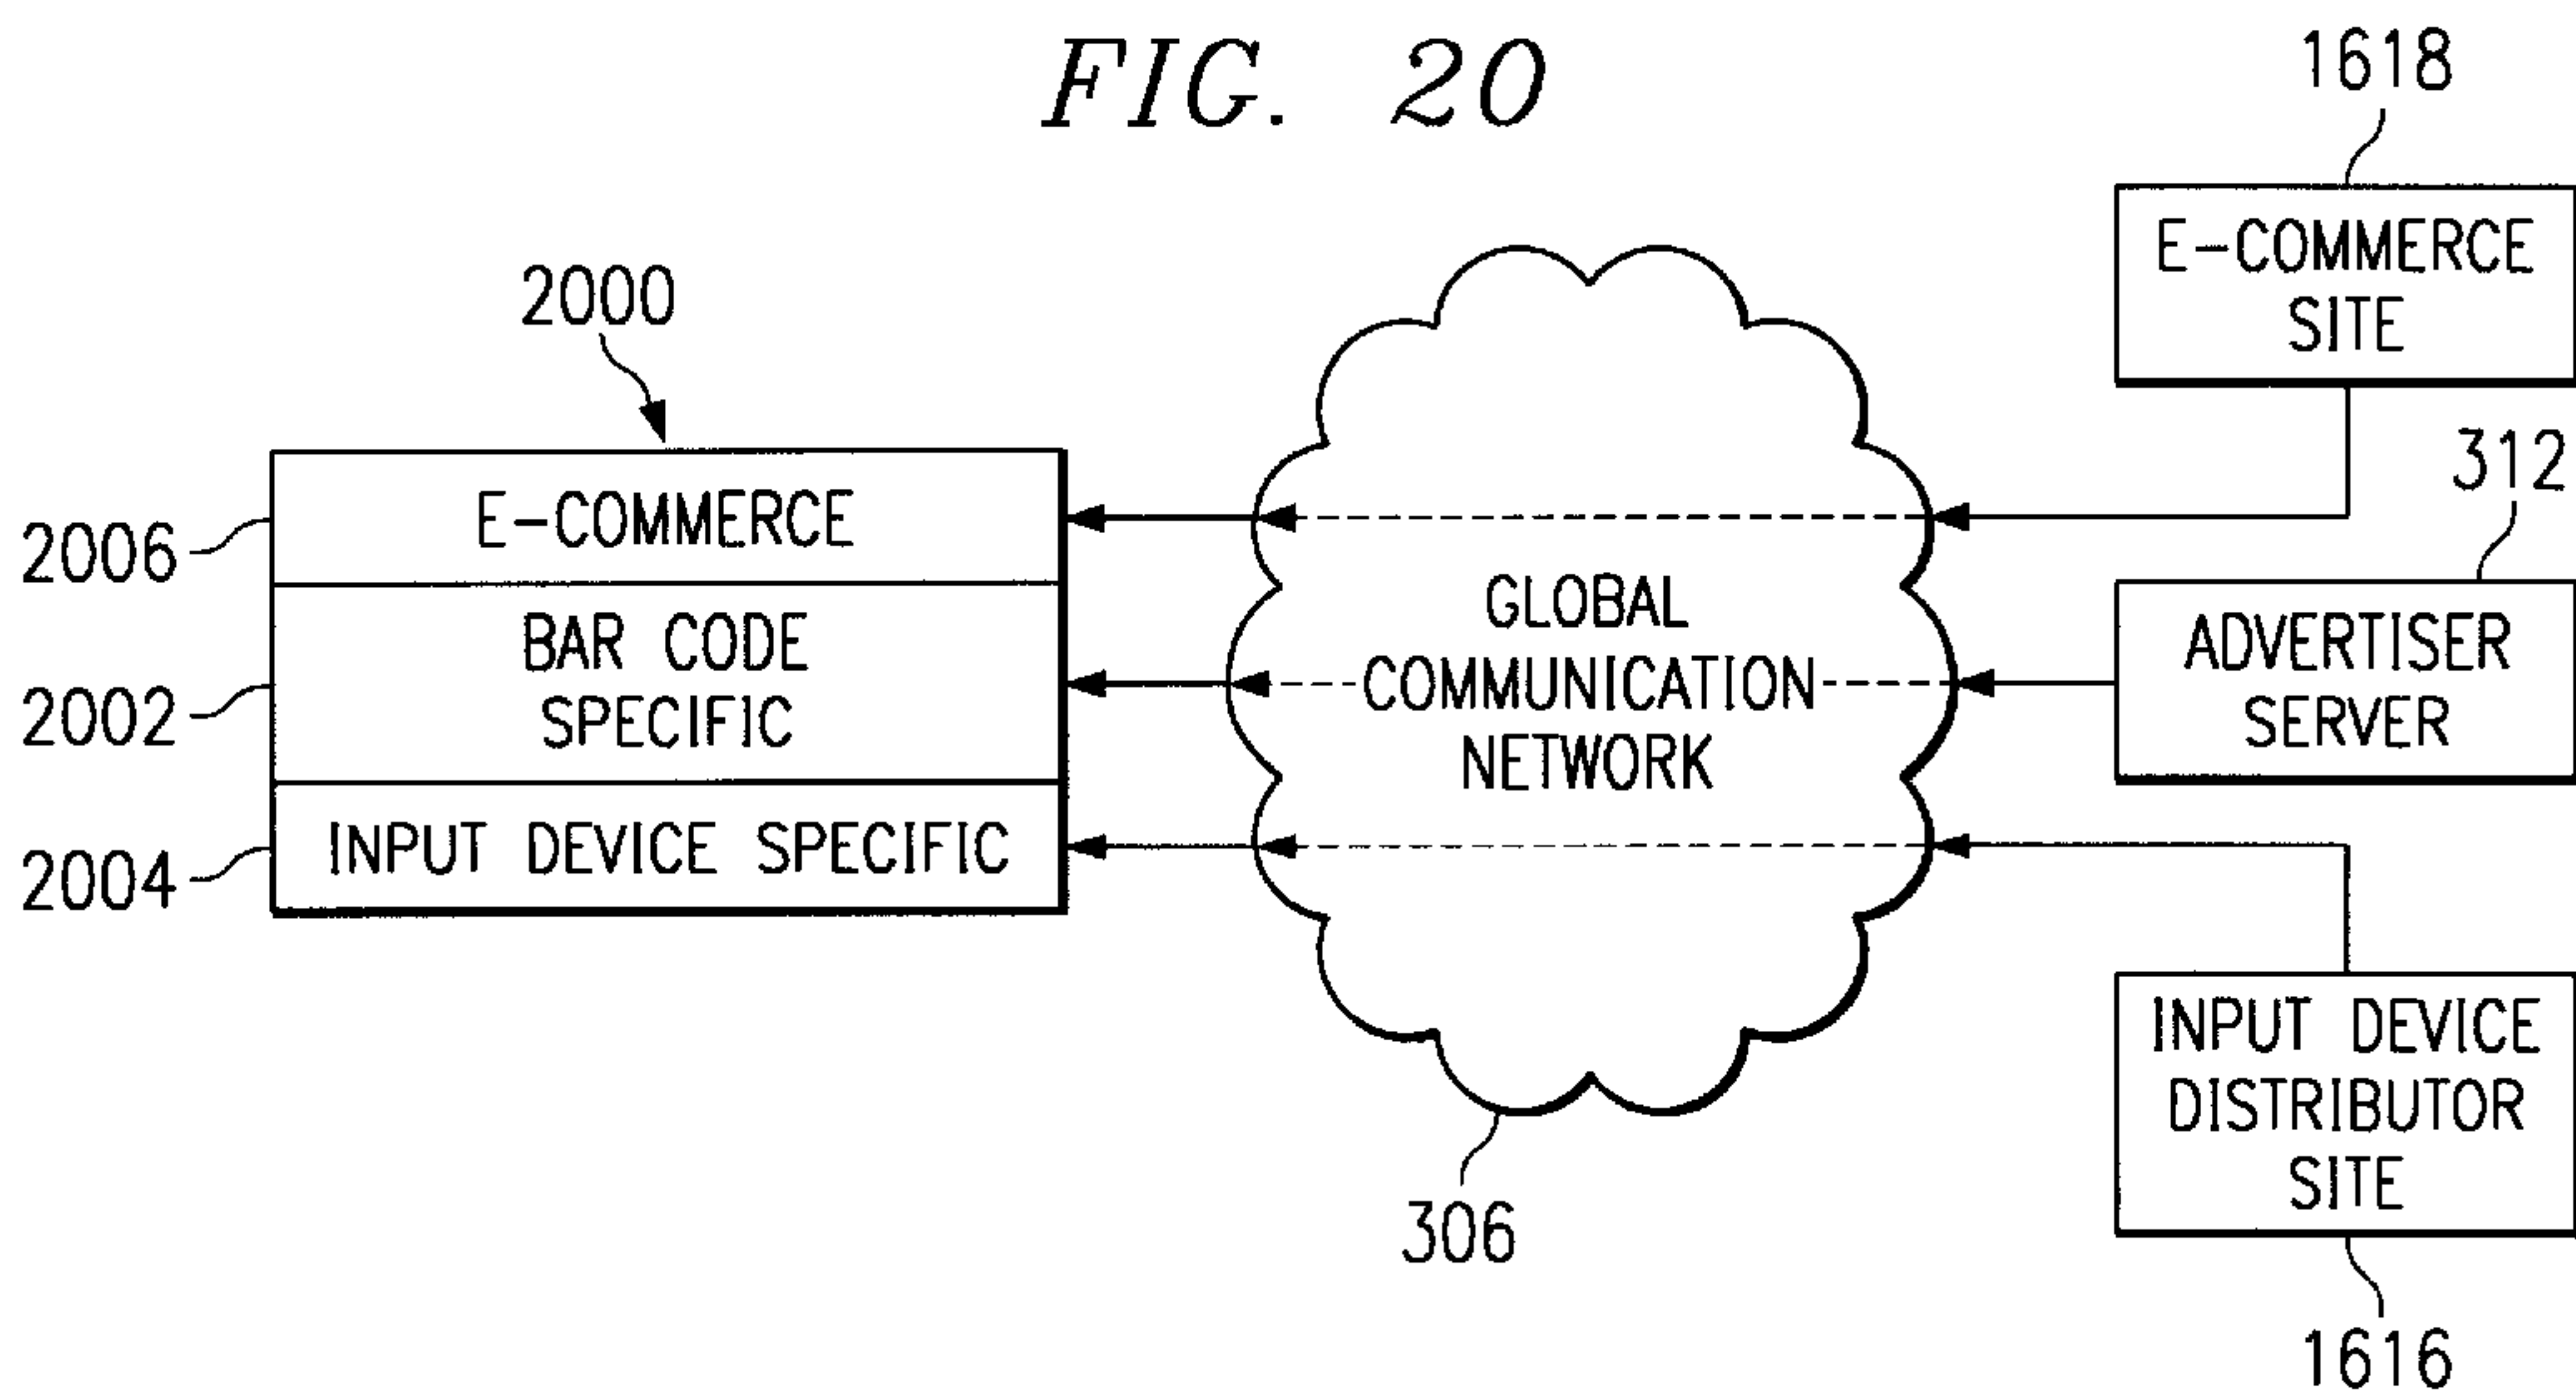 FIG. 20
1618
E-COMMERCE
SITE
2000
312
2006
E-COMMERCE
BAR CODE
SPECIFIC
2002
INPUT DEVICE SPECIFIC
2004
GLOBAL
COMMUNICATION
NETWORK
306
ADVERTISER
SERVER
INPUT DEVICE
DISTRIBUTOR
SITE
1616